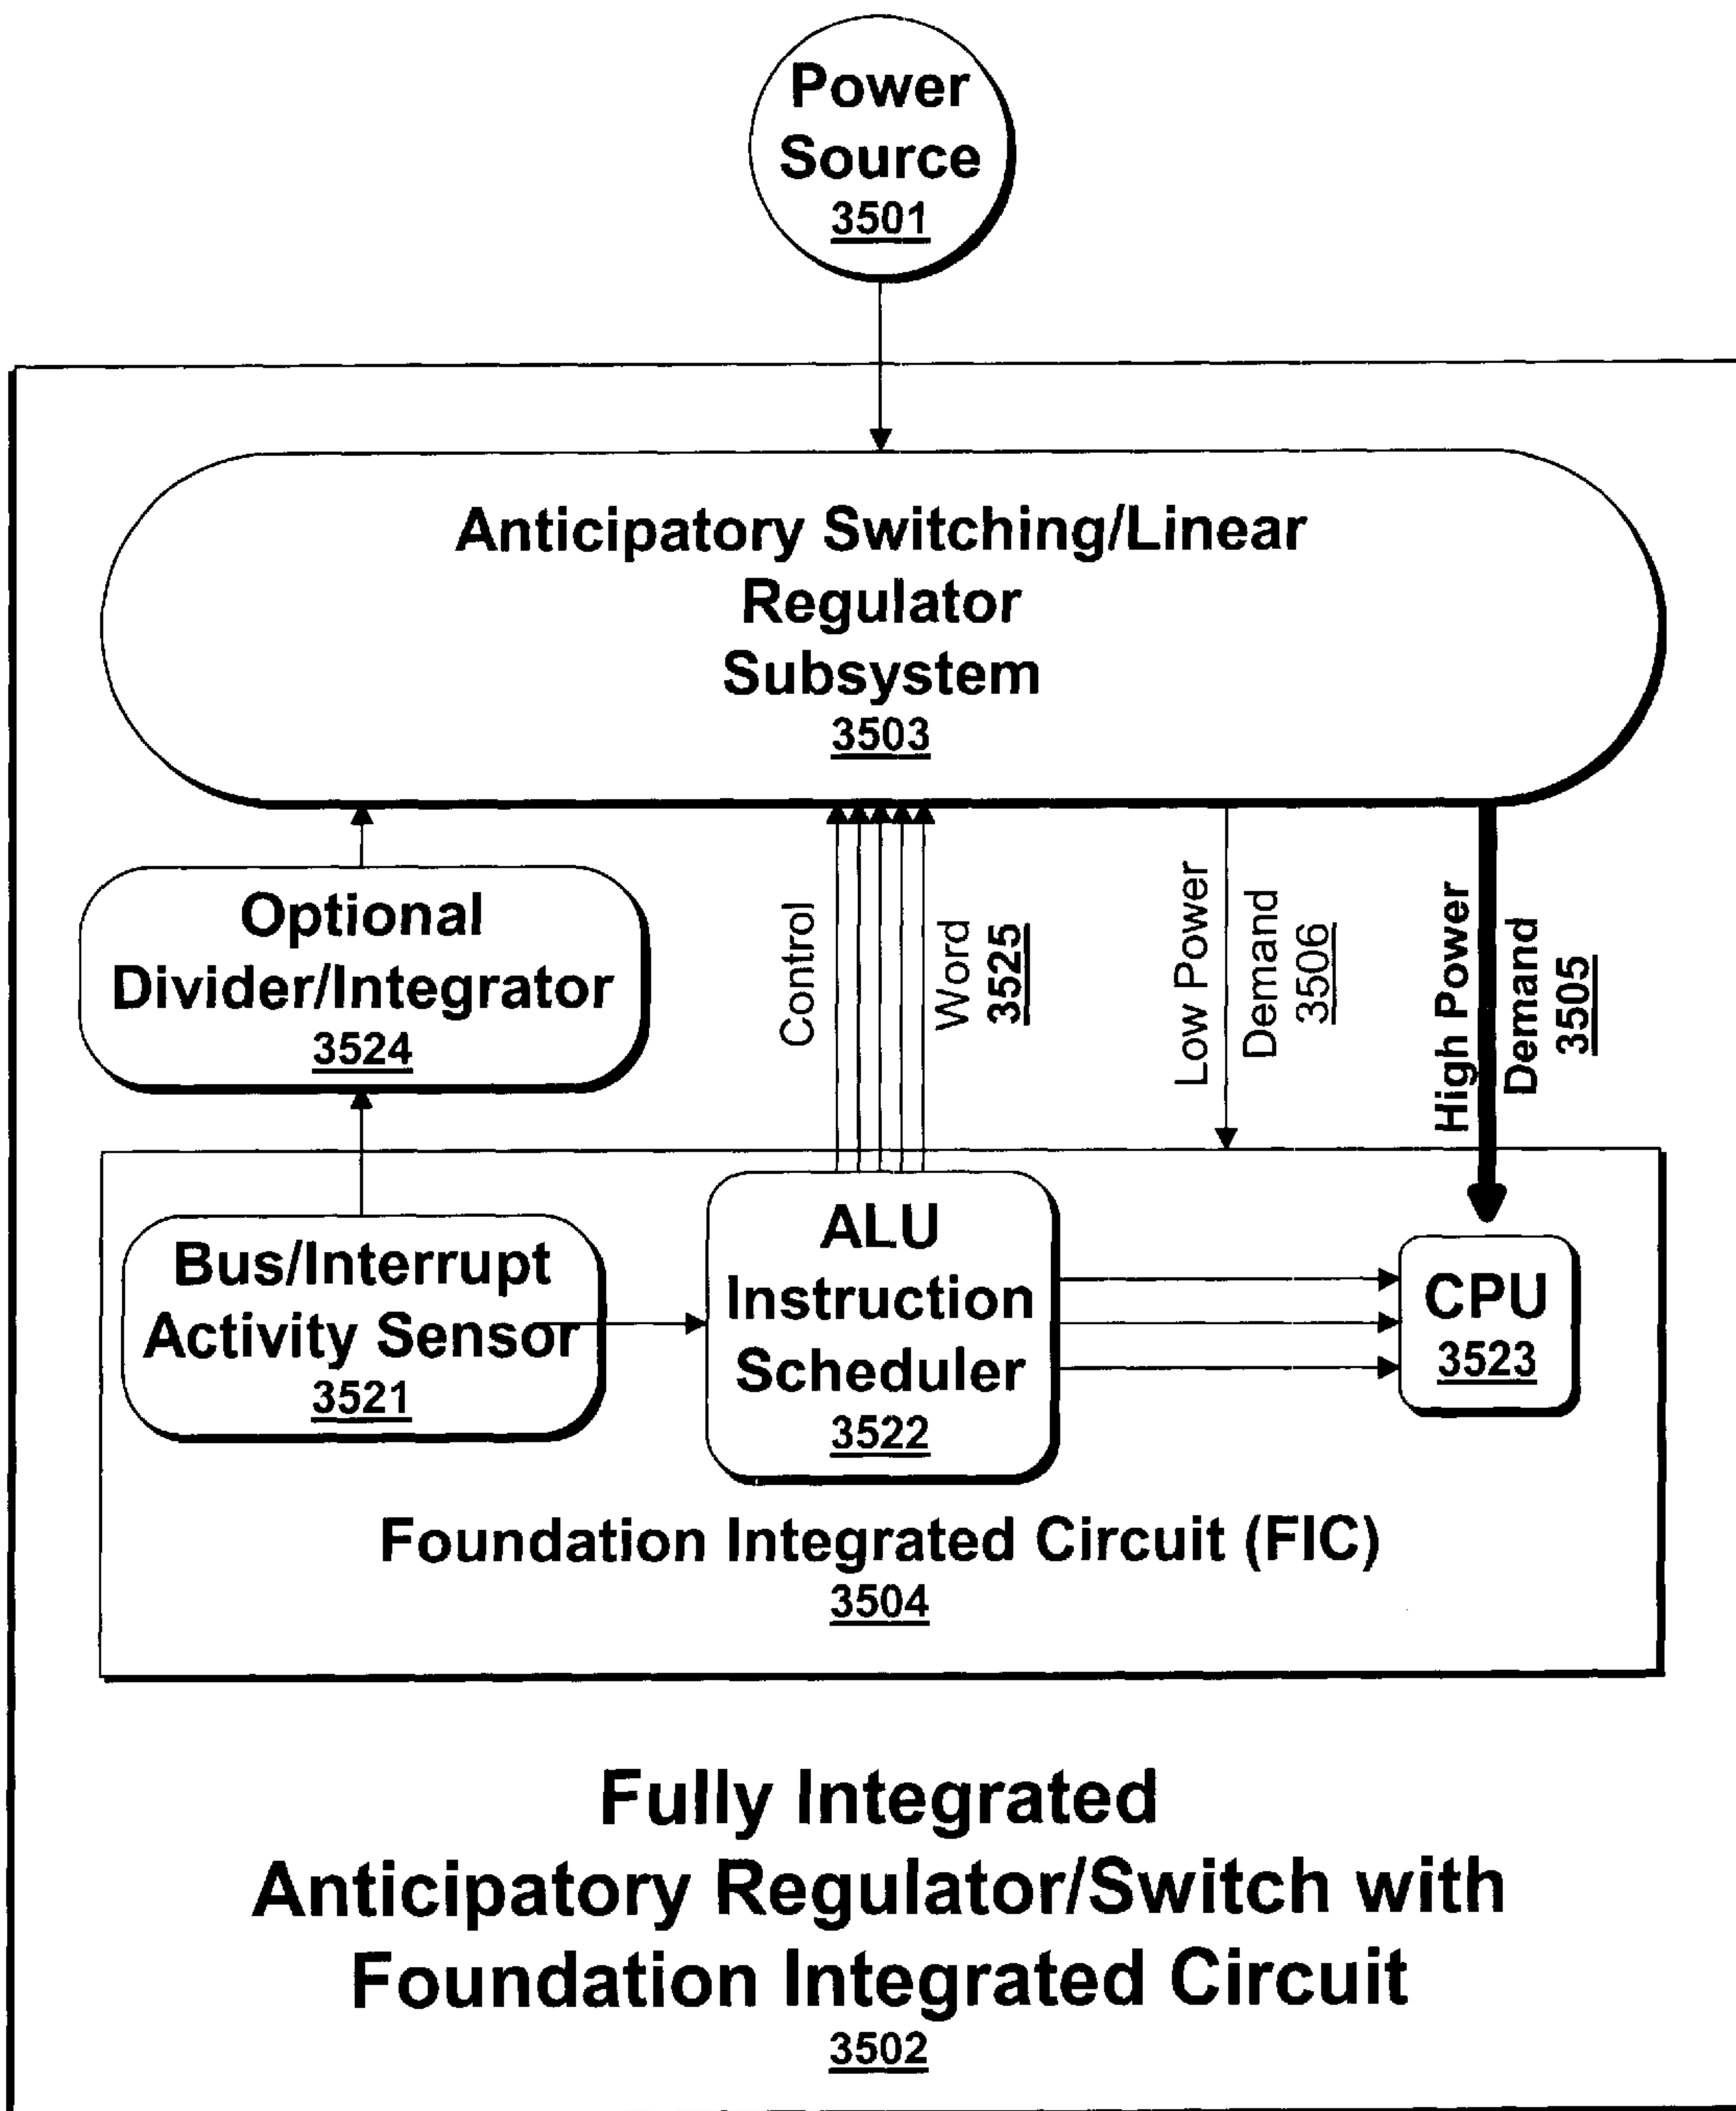 Power
Source
3501
Anticipatory Switching/Linear
Regulator
Subsystem
3503
Optional
Divider/Integrator
3524
Control
Word
3525
Low Power
Demand
3506
High Power
Demand
3505
Bus/Interrupt
Activity Sensor
3521
ALU
Instruction
Scheduler
3522
CPU
3523
Foundation Integrated Circuit (FIC)
3504
Fully Integrated
Anticipatory Regulator/Switch with
Foundation Integrated Circuit
3502